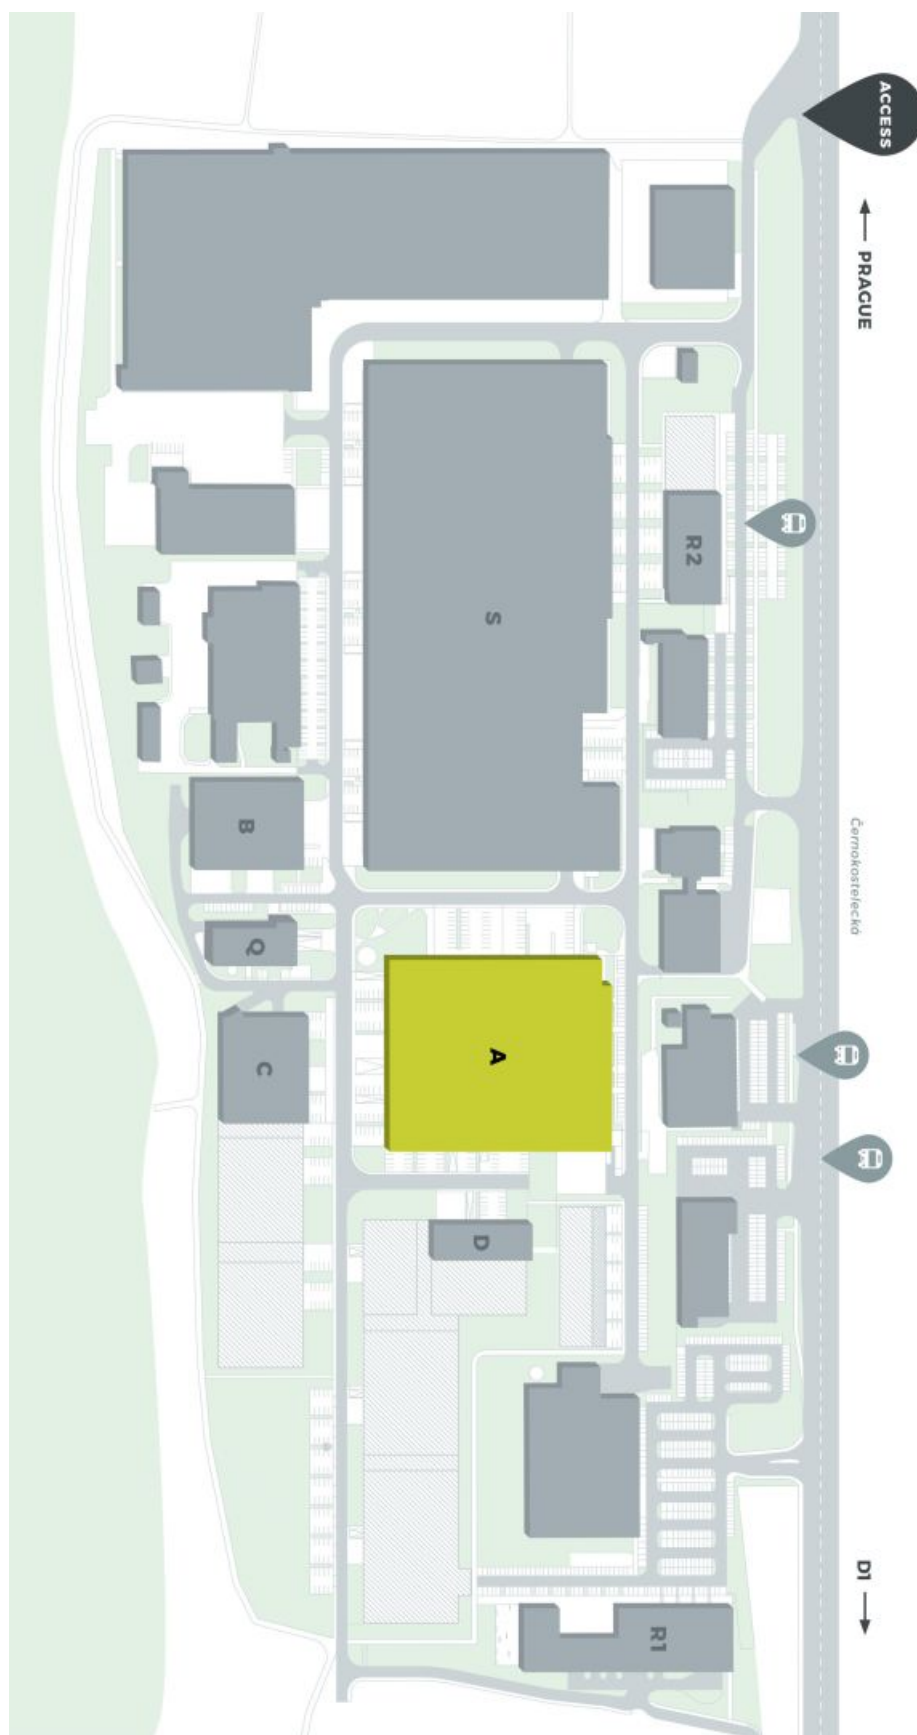 ACCESS
← PRAGUE
R2
S
B
Černokostelecká
Q
A
C
D
D1 →
R1